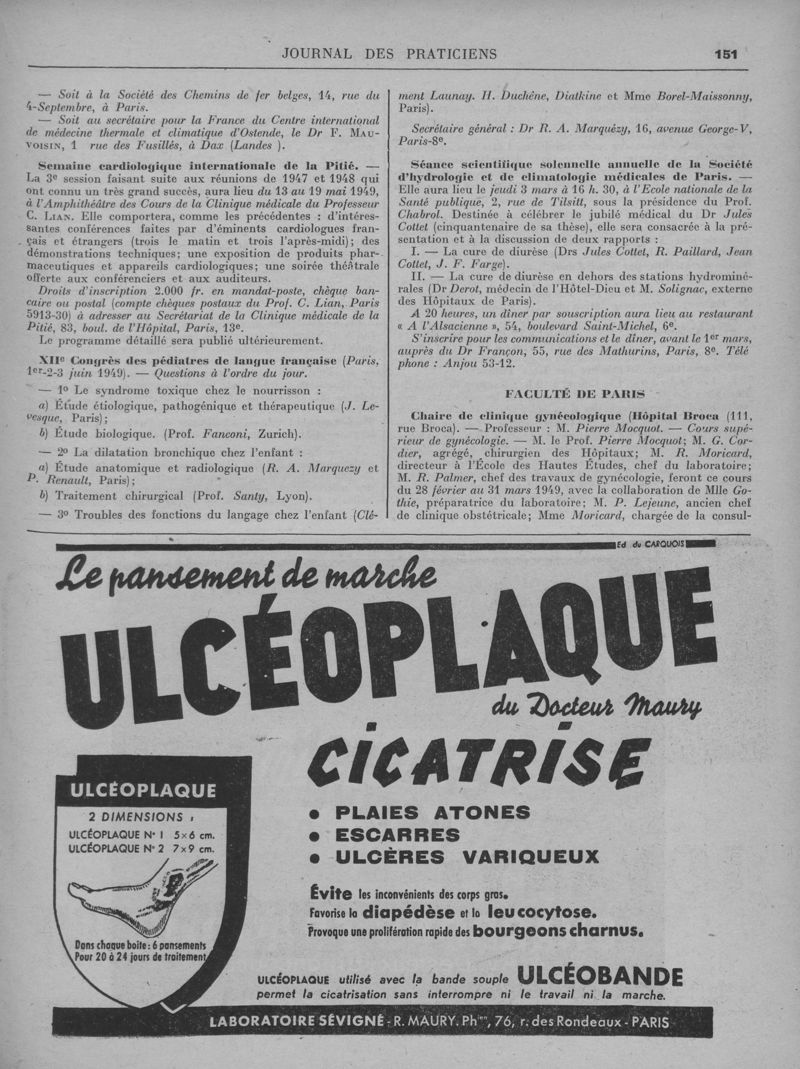 JOURNAL DES PRATICIENS 151
— Soit à la Société des Chemins de fer belges, 14, rue du
4-Septembre, à Paris.
— Soit au secrétaire pour la France du Centre international
de médecine thermale et climatique d'Ostende, le Dr F. MAU-
VOISIN, 1 rue des Fusillés, à Dax (Landes ).
Semaine cardiologique internationale de la Pitié. —
La 3e session faisant suite aux réunions de 1947 et 1948 qui
ont connu un très grand succès, aura lieu du 13 au 19 mai 1949,
à l'Amphithéâtre des Cours de la Clinique médicale du Professeur
C. LIAN. Elle comportera, comme les précédentes : d'intéres-
santes conférences faites par d'éminents cardiologues fran-
çais et étrangers (trois le matin et trois l'après-midi); des
démonstrations techniques; une exposition de produits phar-
maceutiques et appareils cardiologiques; une soirée théâtrale
offerte aux conférenciers et aux auditeurs.
Droits d'inscription 2.000 fr. en mandat-poste, chèque ban-
caire ou postal (compte chèques postaux du Prof. C. Lian, Paris
5913-30) à adresser au Secrétariat de la Clinique médicale de la
Pitié, 83, boul. de l'Hôpital, Paris, 13e.
Le programme détaillé sera publié ultérieurement.
XIIe Congrès des pédiatres de langue française (Paris,
1er-2-3 juin 1949). — Questions à l'ordre du jour.
— 1o Le syndrome toxique chez le nourrisson :
a) Étude étiologique, pathogénique et thérapeutique (J. Le-
vesque, Paris);
b) Étude biologique. (Prof. Fanconi, Zurich).
— 2o La dilatation bronchique chez l'enfant :
a) Étude anatomique et radiologique (R. A. Marquezy et
P. Renault, Paris);
b) Traitement chirurgical (Prof. Santy, Lyon).
— 3o Troubles des fonctions du langage chez l'enfant (Clé-
ment Launay. H. Duchêne, Diatkine et Mme Borel-Maissonny,
Paris).
Secrétaire général : Dr R. A. Marquézy, 16, avenue George-V,
Paris-8e.
Séance scientifique solennelle annuelle de la Société
d'hydrologie et de climatologie médicales de Paris. —
Elle aura lieu le jeudi 3 mars à 16 h. 30, à l'Ecole nationale de la
Santé publique, 2, rue de Tilsitt, sous la présidence du Prof.
Chabrol. Destinée à célébrer le jubilé médical du Dr Jules
Cottet (cinquantenaire de sa thèse), elle sera consacrée à la pré-
sentation et à la discussion de deux rapports :
I. — La cure de diurèse (Drs Jules Cottet, R. Paillard, Jean
Cottet, J. F. Farge).
II. — La cure de diurèse en dehors des stations hydrominé-
rales (Dr Derot, médecin de l'Hôtel-Dieu et M. Solignac, externe
des Hôpitaux de Paris).
A 20 heures, un dîner par souscription aura lieu au restaurant
« A l'Alsacienne », 54, boulevard Saint-Michel, 6e.
S'inscrire pour les communications et le dîner, avant le 1er mars,
auprès du Dr Françon, 55, rue des Mathurins, Paris, 8e. Télé
phone : Anjou 53-12.
FACULTÉ DE PARIS
Chaire de clinique gynécologique (Hôpital Broca (111,
rue Broca). — Professeur : M. Pierre Mocquot. — Cours supé-
rieur de gynécologie. — M. le Prof. Pierre Mocquot; M. G. Cor-
dier, agrégé, chirurgien des Hôpitaux; M. R. Moricard,
directeur à l'École des Hautes Études, chef du laboratoire;
M. R. Palmer, chef des travaux de gynécologie, feront ce cours
du 28 février au 31 mars 1949, avec la collaboration de Mlle Go-
thie, préparatrice du laboratoire; M. P. Lejeune, ancien chef
de clinique obstétricale; Mme Moricard, chargée de la consul-
Ed du CARQUOIS
Le pansement de marche
ULCÉOPLAQUE
du Docteur Maury
CICATRISE
• PLAIES ATONES
• ESCARRES
• ULCÈRES VARIQUEUX
Évite les inconvénients des corps gras.
Favorise la diapédèse et la leucocytose.
Provoque une prolifération rapide des bourgeons charnus.
ULCÉOPLAQUE
2 DIMENSIONS :
ULCÉOPLAQUE N° 1 5×6 cm.
ULCÉOPLAQUE N° 2 7×9 cm.
Dans chaque boite : 6 pansements
Pour 20 à 24 jours de traitement
ULCÉOPLAQUE utilisé avec la bande souple ULCÉOBANDE
permet la cicatrisation sans interrompre ni le travail ni la marche.
LABORATOIRE SÉVIGNÉ - R. MAURY. Phien, 76, r. des Rondeaux - PARIS